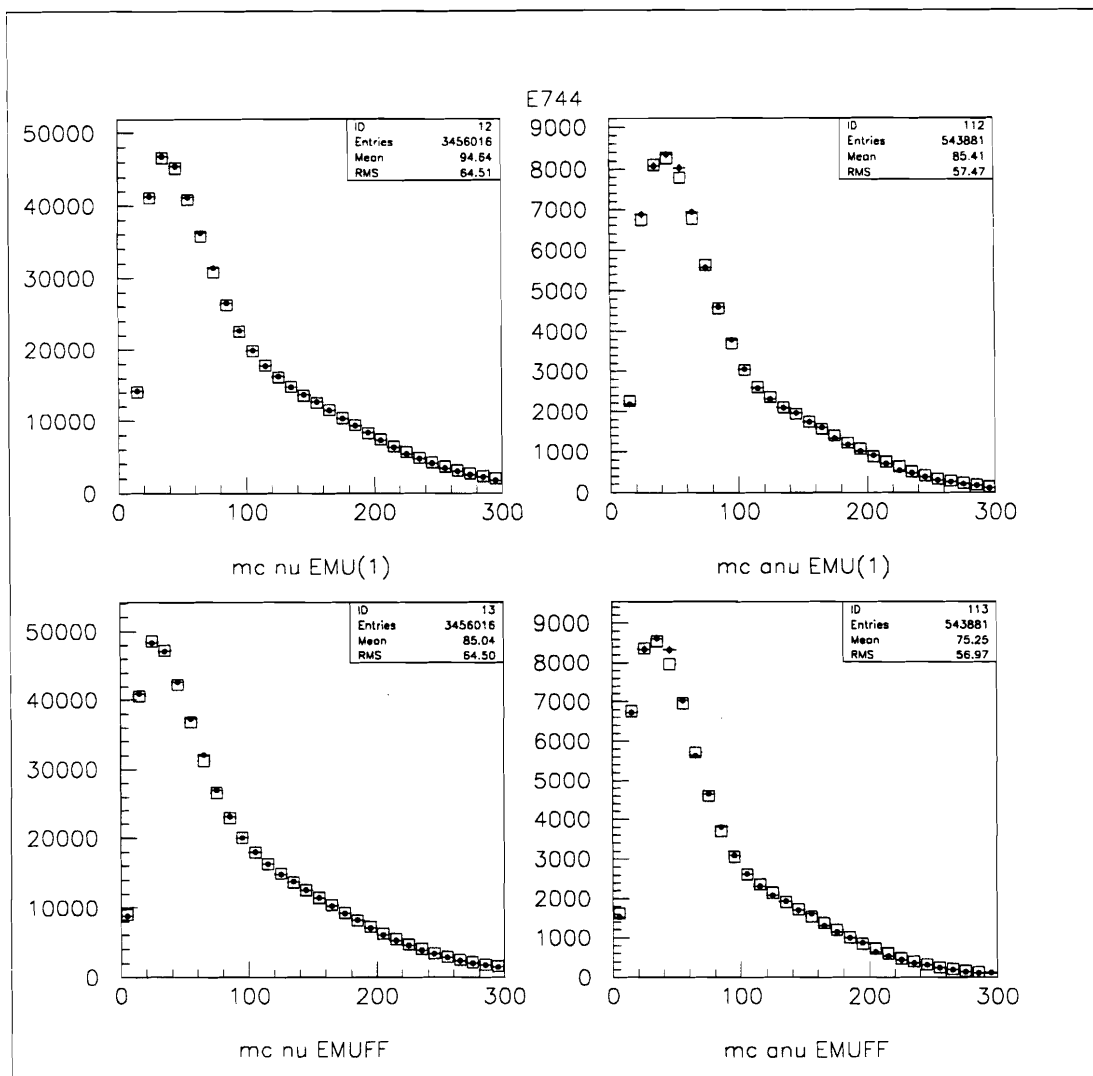 E744
ID 12
Entries 3456016
Mean 94.64
RMS 64.51
50000
40000
30000
20000
10000
0
0 100 200 300
mc nu EMU(1)
ID 112
Entries 543881
Mean 85.41
RMS 57.47
9000
8000
7000
6000
5000
4000
3000
2000
1000
0
0 100 200 300
mc anu EMU(1)
ID 13
Entries 3456016
Mean 85.04
RMS 64.50
50000
40000
30000
20000
10000
0
0 100 200 300
mc nu EMUFF
ID 113
Entries 543881
Mean 75.25
RMS 56.97
9000
8000
7000
6000
5000
4000
3000
2000
1000
0
0 100 200 300
mc anu EMUFF